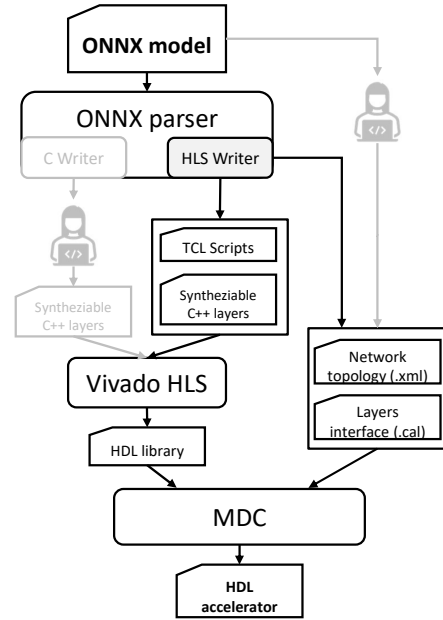 ONNX model
</>
ONNX parser
C Writer
HLS Writer
</>
TCL Scripts
Syntheziable
C++ layers
Syntheziable
C++ layers
Network
topology (.xml)
Vivado HLS
Layers
interface (.cal)
HDL library
MDC
HDL
accelerator